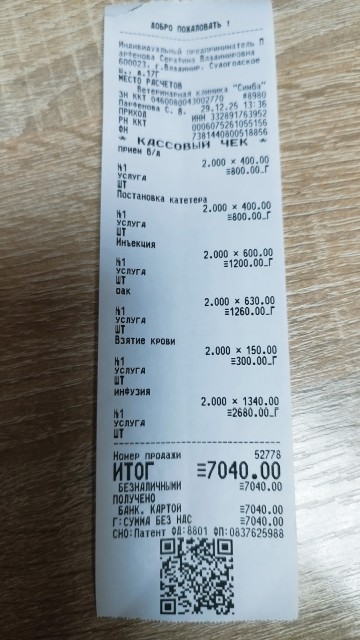 ДОБРО ПОЖАЛОВАТЬ !
Индивидуальный предприниматель П
арфенова Серафина Владимировна
600023, г.Владимир, Судогодское
ш., д.17Г
МЕСТО РАСЧЕТОВ
Ветеринарная клиника "Симба"
ЗН ККТ 0460080043002770 #8980
Парфенова С. В. 29.12.25 13:36
ПРИХОД ИНН 332891763952
РН ККТ 0006075261055156
ФН 7381440800518856
* КАССОВЫЙ ЧЕК *
прием б/д
2.000 × 400.00
№1 ≡800.00_Г
УСЛУГА
ШТ
Постановка катетера
2.000 × 400.00
№1 ≡800.00_Г
УСЛУГА
ШТ
Инъекция
2.000 × 600.00
№1 ≡1200.00_Г
УСЛУГА
ШТ
оак
2.000 × 630.00
№1 ≡1260.00_Г
УСЛУГА
ШТ
Взятие крови
2.000 × 150.00
№1 ≡300.00_Г
УСЛУГА
ШТ
инфузия
2.000 × 1340.00
№1 ≡2680.00_Г
УСЛУГА
ШТ
Номер продажи 52778
ИТОГ ≡7040.00
БЕЗНАЛИЧНЫМИ ≡7040.00
ПОЛУЧЕНО
БАНК. КАРТОЙ ≡7040.00
Г:СУММА БЕЗ НДС ≡7040.00
СНО:Патент ФД:8801 ФП:0837625988